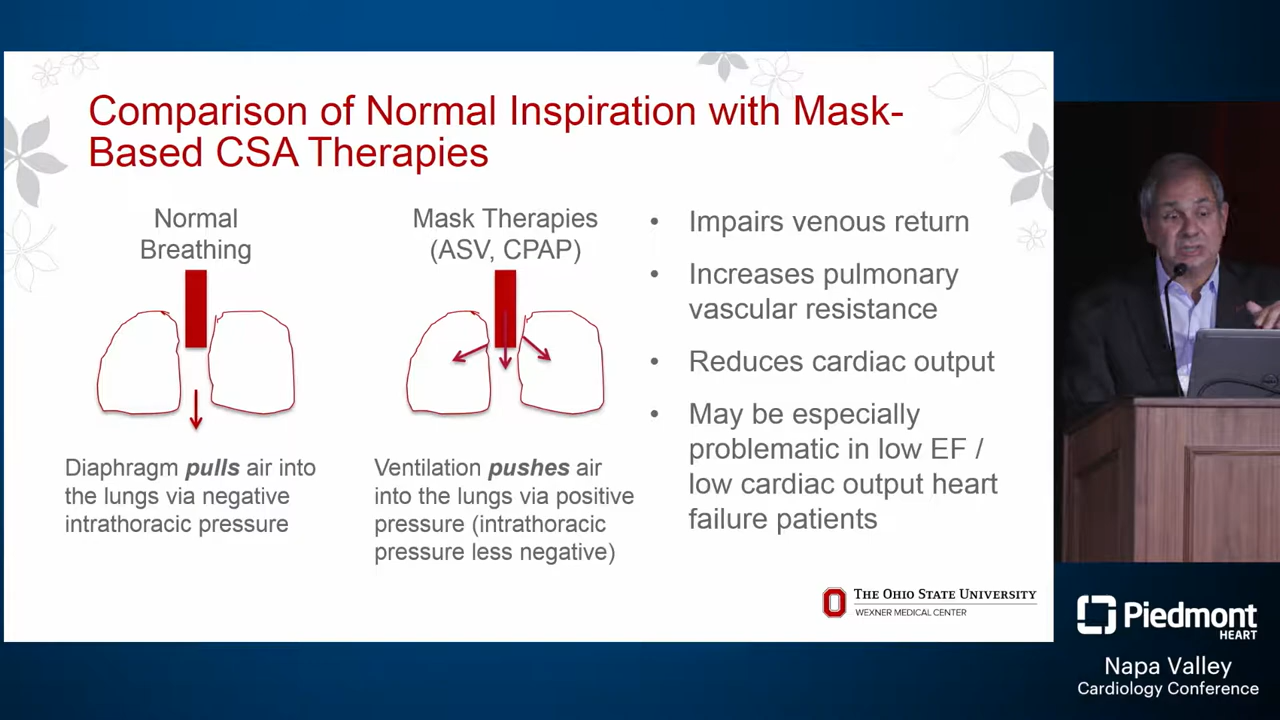 Comparison of Normal Inspiration with Mask-
Based CSA Therapies
Normal
Breathing
Diaphragm pulls air into
the lungs via negative
intrathoracic pressure
Mask Therapies
(ASV, CPAP)
Ventilation pushes air
into the lungs via positive
pressure (intrathoracic
pressure less negative)
• Impairs venous return
• Increases pulmonary
vascular resistance
• Reduces cardiac output
• May be especially
problematic in low EF /
low cardiac output heart
failure patients
THE OHIO STATE UNIVERSITY
WEXNER MEDICAL CENTER
Piedmont
HEART
Napa Valley
Cardiology Conference